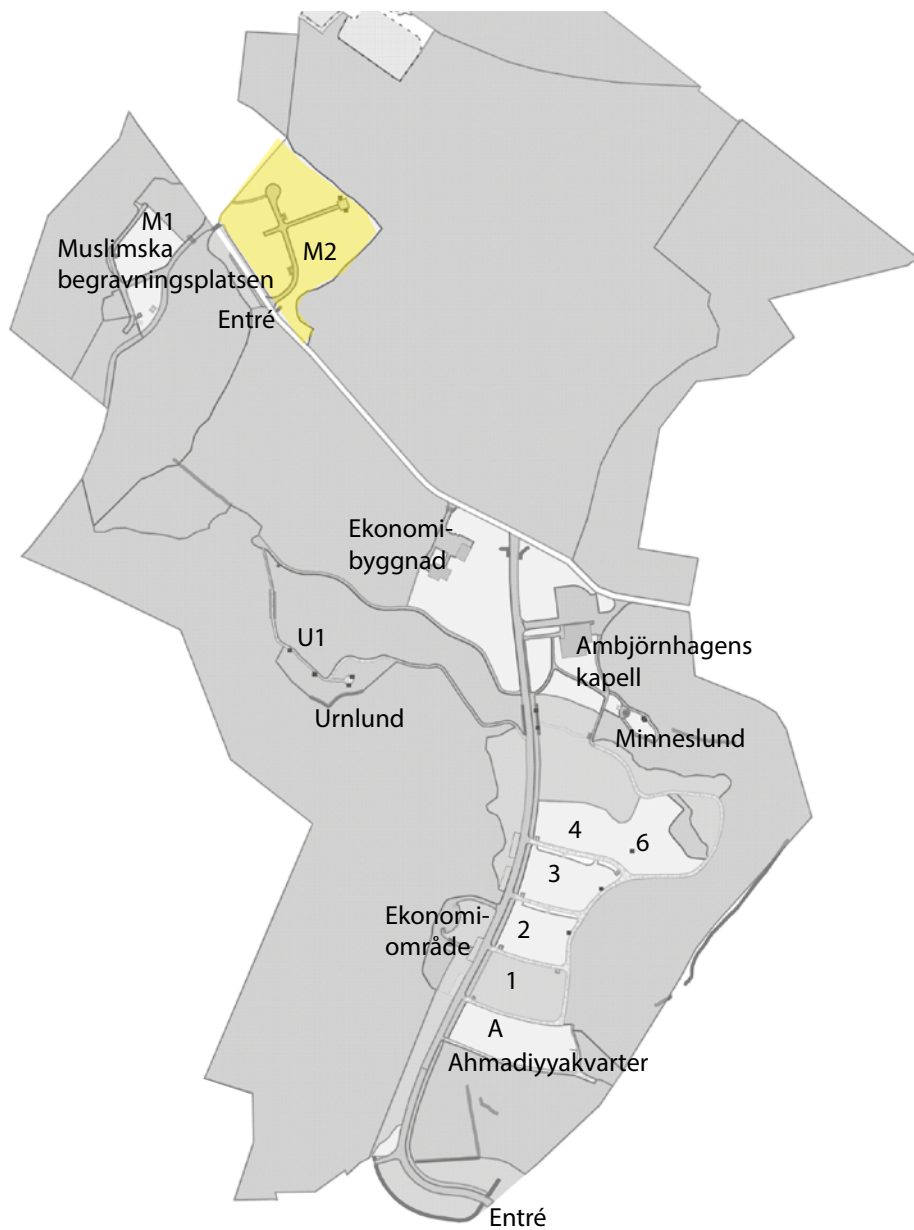 M1
Muslimska
begravningsplatsen
M2
Entré
Ekonomi-
byggnad
U1
Urnlund
Ambjörnhagens
kapell
Minneslund
4
6
3
Ekonomi-
område
2
1
A
Ahmadiyyakvarter
Entré